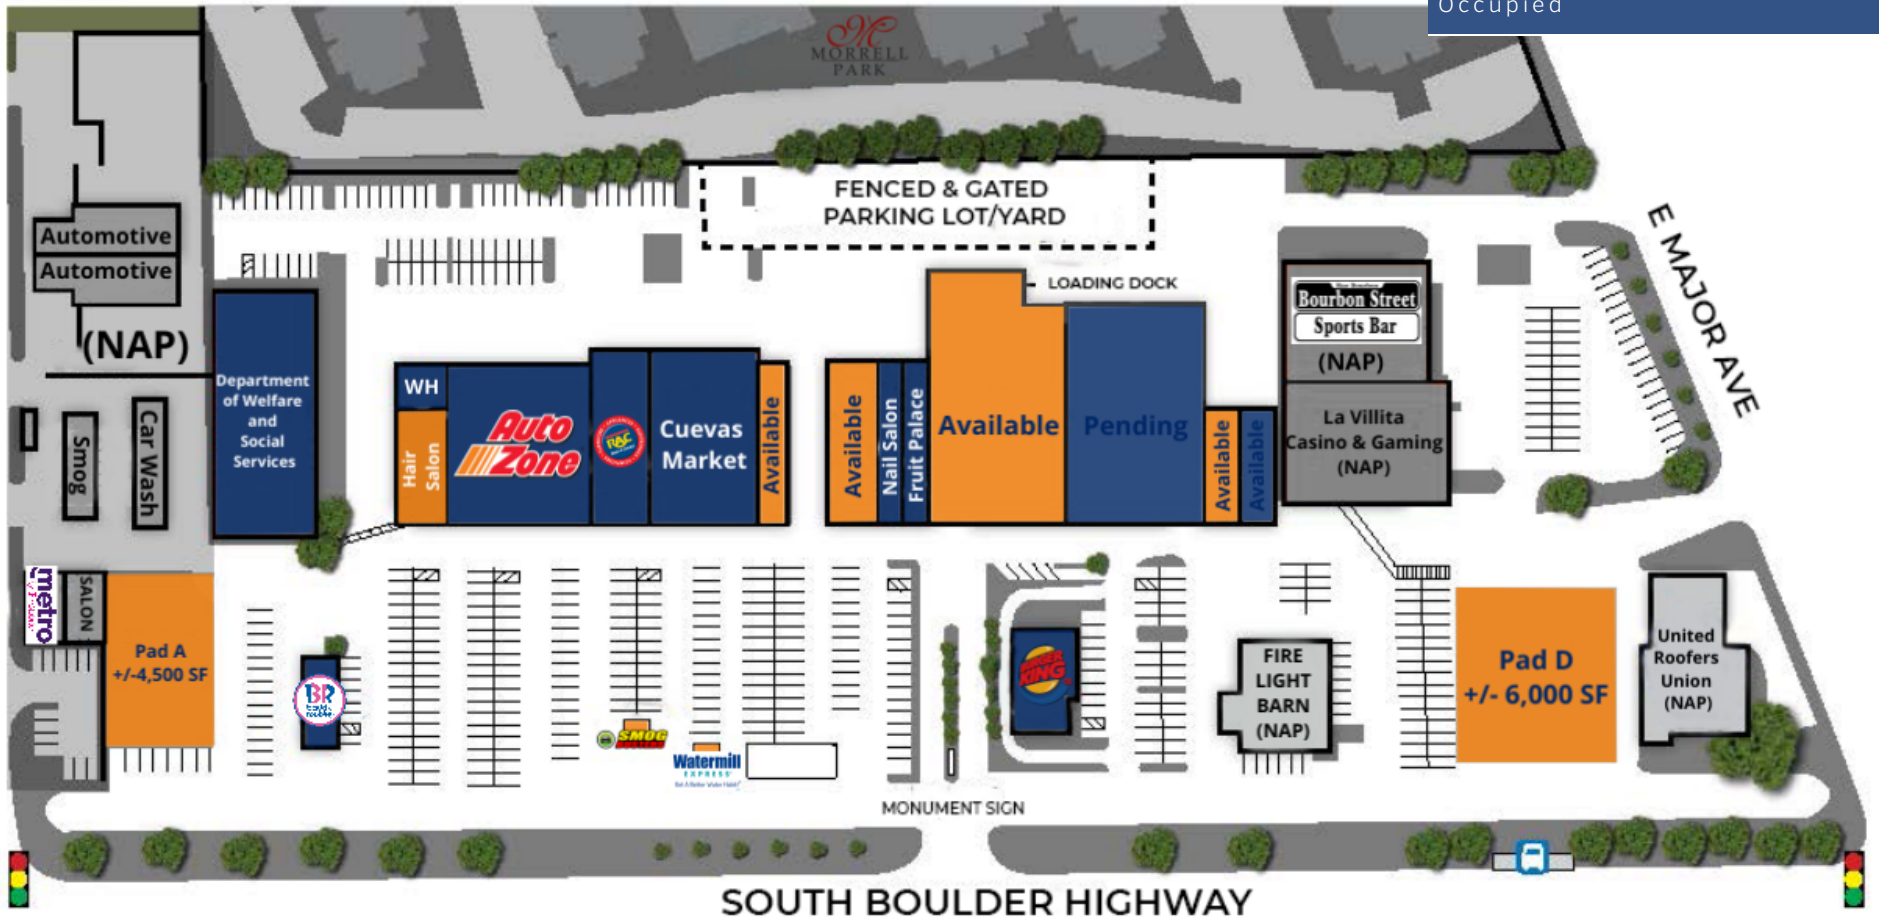 Occupied
MORRELL
PARK
FENCED & GATED
PARKING LOT/YARD
E MAJOR AVE
Automotive
Automotive
(NAP)
LOADING DOCK
Bourbon Street
Sports Bar
(NAP)
Department
of Welfare
and
Social
Services
WH
Hair
Salon
Auto
Zone
RAC
Cuevas
Market
Available
Available
Nail Salon
Fruit Palace
Available
Pending
Available
Available
La Villita
Casino & Gaming
(NAP)
Smog
Car Wash
metro
SALON
Pad A
+/-4,500 SF
BR
BURGER
KING
FIRE
LIGHT
BARN
(NAP)
Pad D
+/- 6,000 SF
United
Roofers
Union
(NAP)
SMOG
Watermill
EXPRESS
MONUMENT SIGN
SOUTH BOULDER HIGHWAY